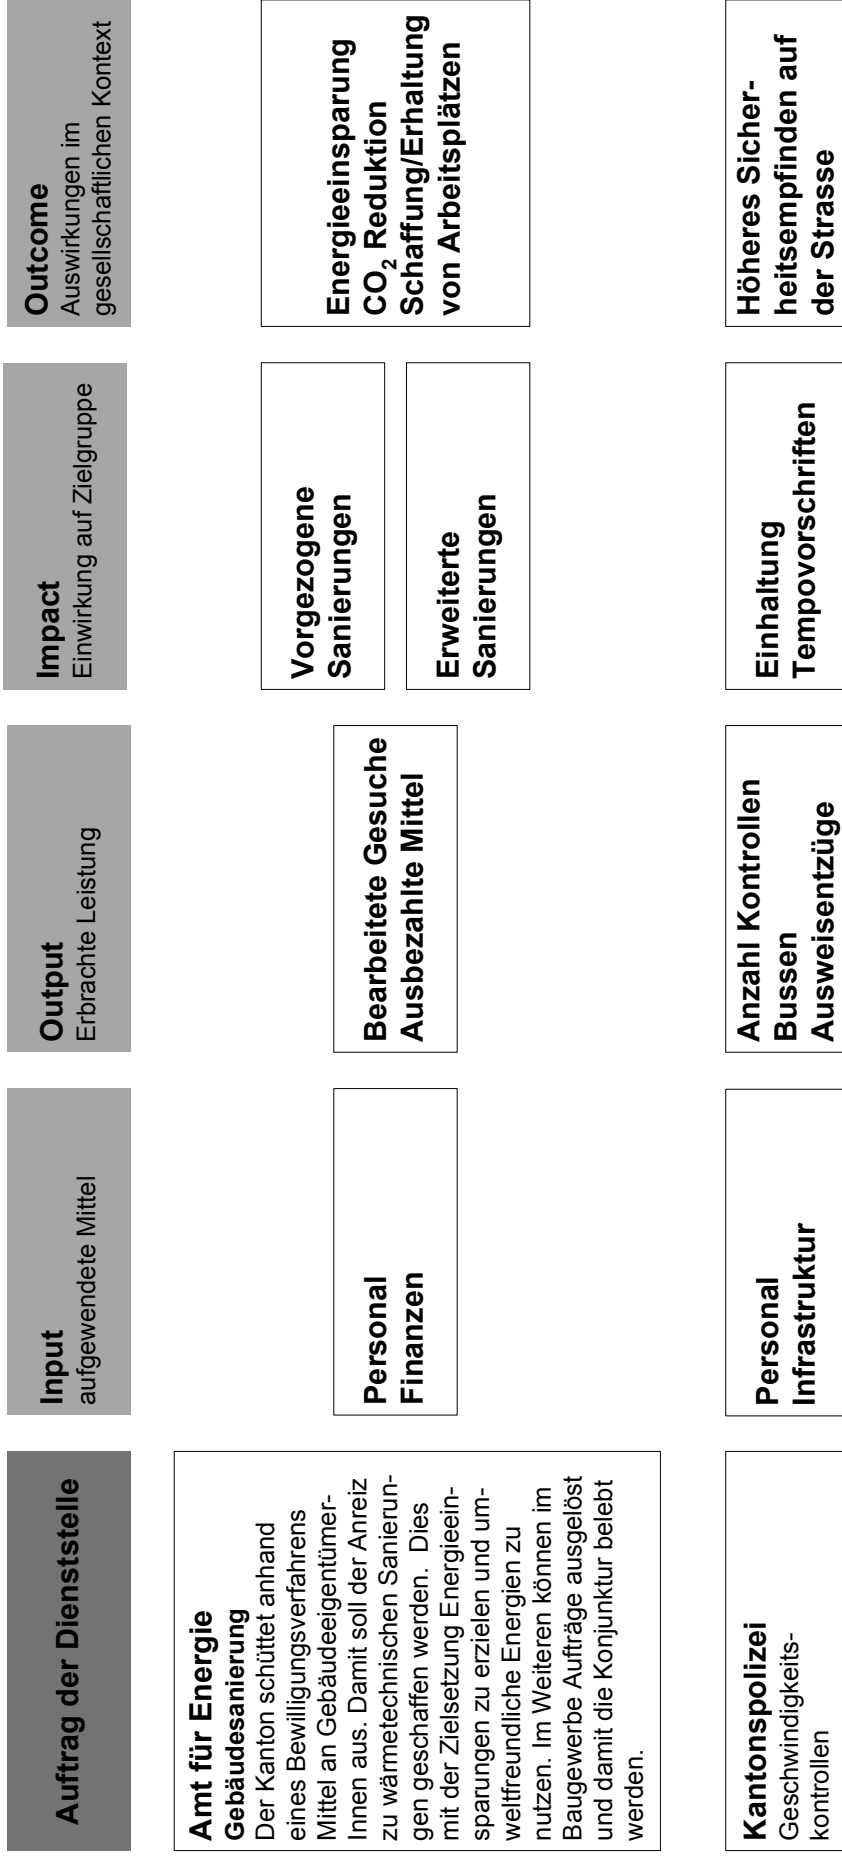 Auftrag der Dienststelle
Input
aufgewendete Mittel
Output
Erbrachte Leistung
Impact
Einwirkung auf Zielgruppe
Outcome
Auswirkungen im
gesellschaftlichen Kontext
Amt für Energie
Gebäudesanierung
Der Kanton schüttet anhand
eines Bewilligungsverfahrens
Mittel an Gebäudeeigentümer-
Innen aus. Damit soll der Anreiz
zu wärmetechnischen Sanierun-
gen geschaffen werden. Dies
mit der Zielsetzung Energieein-
sparungen zu erzielen und um-
weltfreundliche Energien zu
nutzen. Im Weiteren können im
Baugewerbe Aufträge ausgelöst
und damit die Konjunktur belebt
werden.
Personal
Finanzen
Bearbeitete Gesuche
Ausbezahlte Mittel
Vorgezogene
Sanierungen
Erweiterte
Sanierungen
Energieeinsparung
CO₂ Reduktion
Schaffung/Erhaltung
von Arbeitsplätzen
Kantonspolizei
Geschwindigkeits-
kontrollen
Personal
Infrastruktur
Anzahl Kontrollen
Bussen
Ausweisentzüge
Einhaltung
Tempovorschriften
Höheres Sicher-
heitsempfinden auf
der Strasse